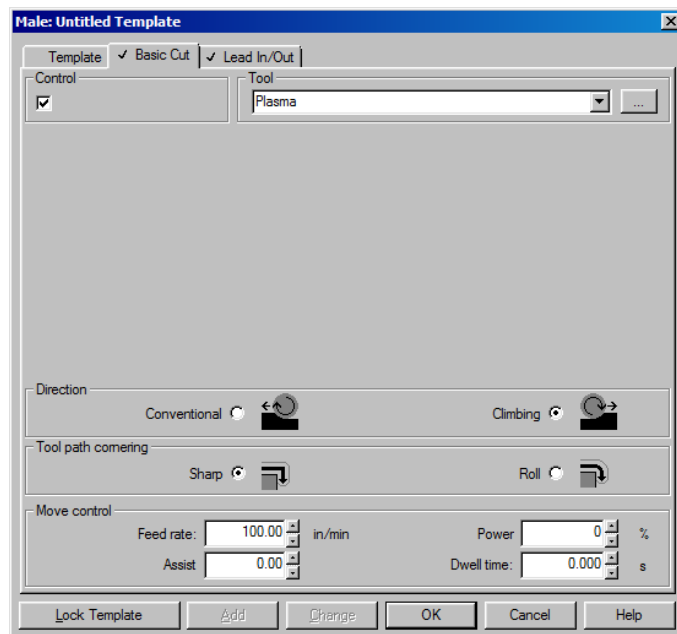 Male: Untitled Template
Template Basic Cut Lead In/Out
Control Tool
Plasma ...
Direction
Conventional Climbing
Tool path cornering
Sharp Roll
Move control
Feed rate: 100.00 in/min Power 0 %
Assist 0.00 Dwell time: 0.000 s
Lock Template Add Change OK Cancel Help